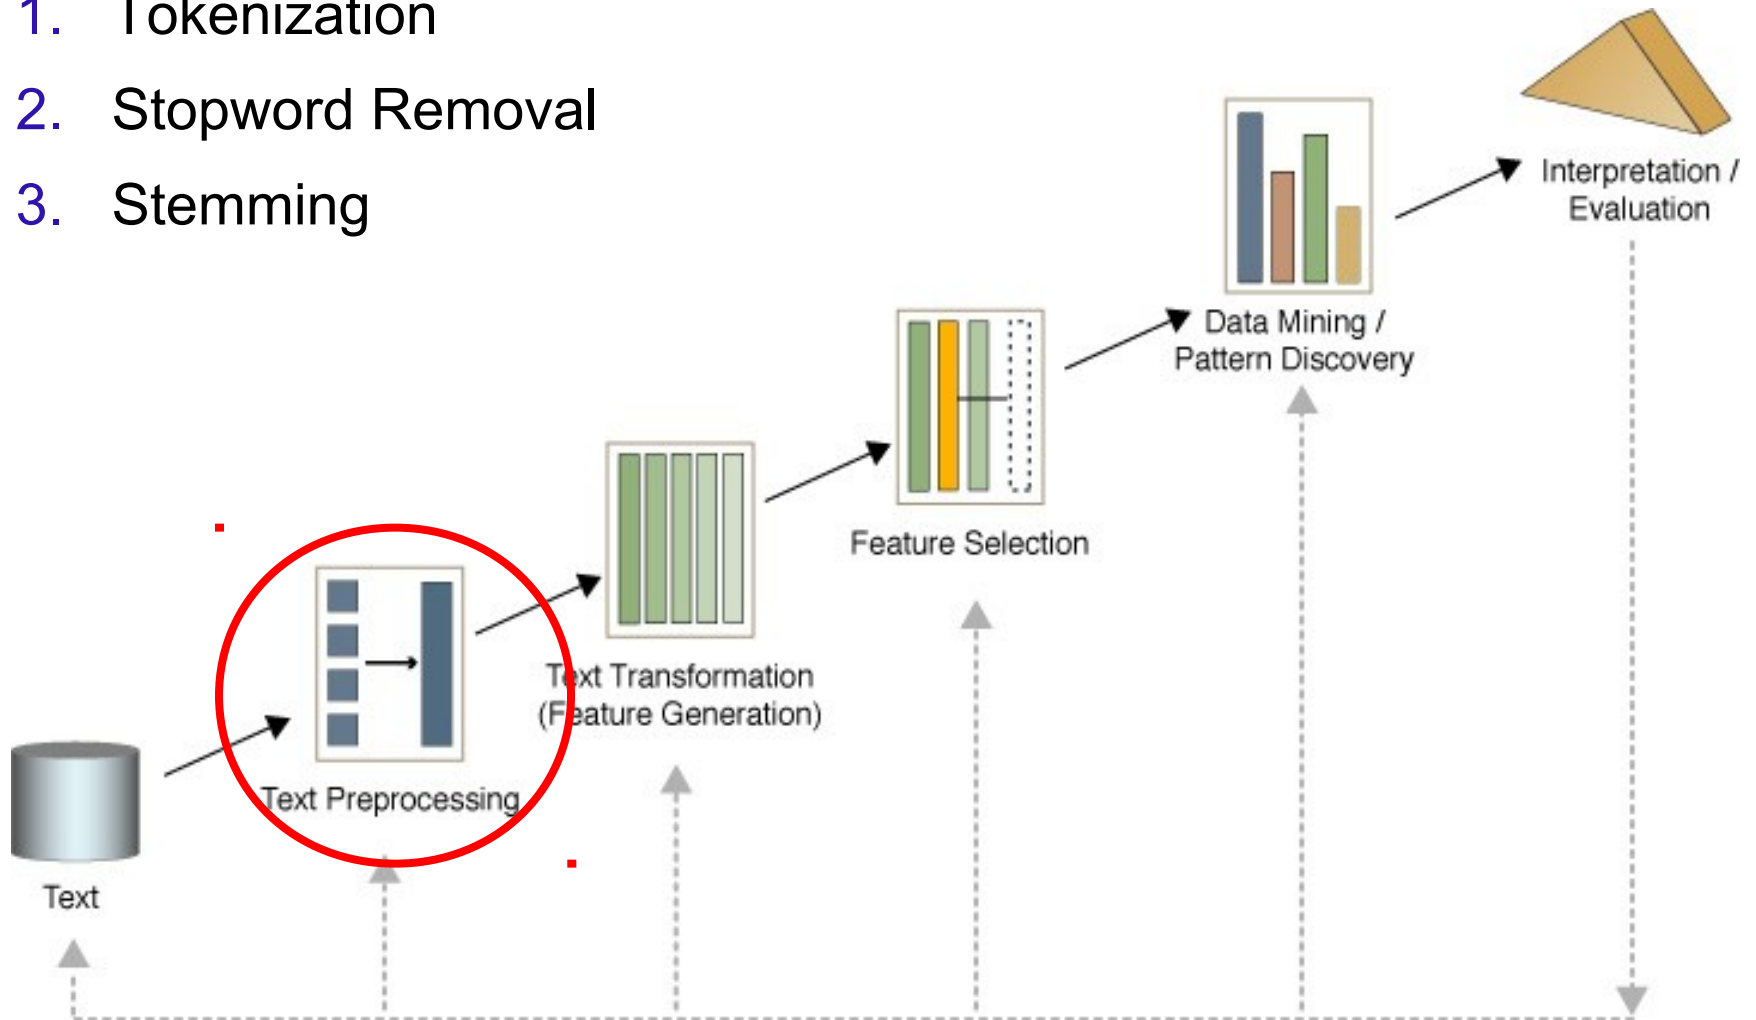 1. Tokenization
2. Stopword Removal
3. Stemming
Interpretation /
Evaluation
Data Mining /
Pattern Discovery
Feature Selection
Text Transformation
(Feature Generation)
Text Preprocessing
Text